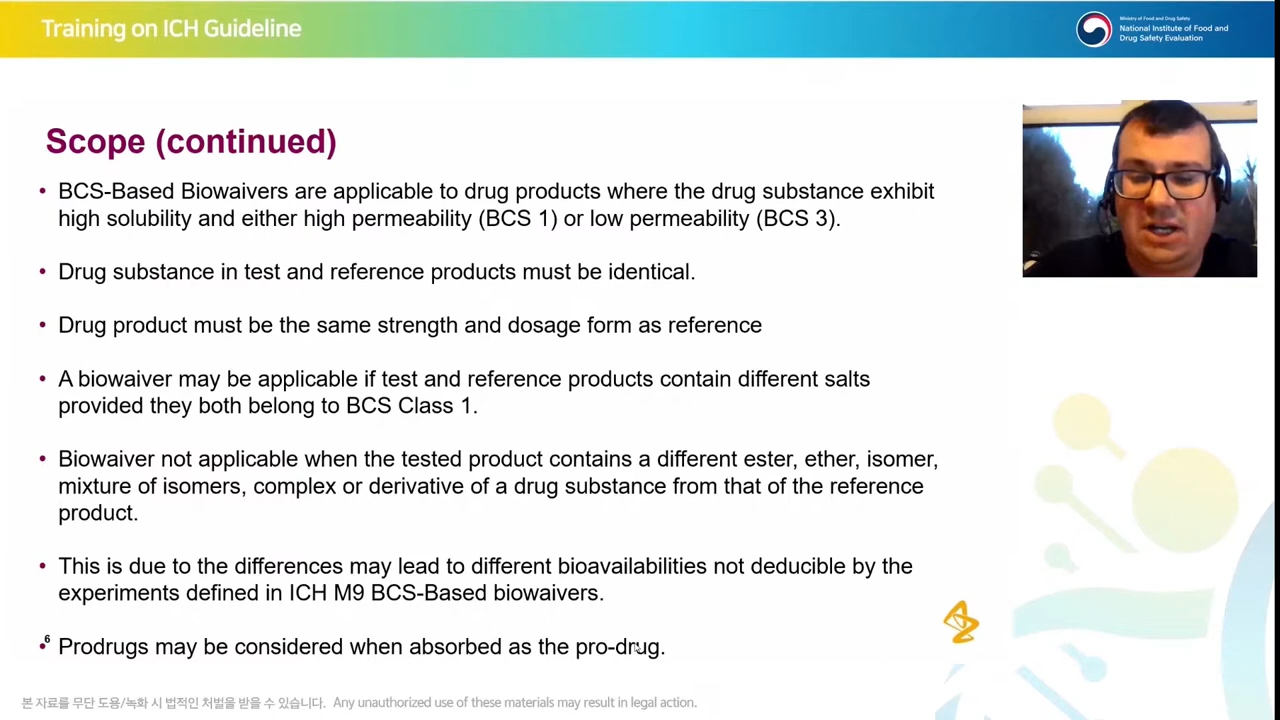 Training on ICH Guideline
Ministry of Food and Drug Safety
National Institute of Food and
Drug Safety Evaluation
Scope (continued)
• BCS-Based Biowaivers are applicable to drug products where the drug substance exhibit
high solubility and either high permeability (BCS 1) or low permeability (BCS 3).
• Drug substance in test and reference products must be identical.
• Drug product must be the same strength and dosage form as reference
• A biowaiver may be applicable if test and reference products contain different salts
provided they both belong to BCS Class 1.
• Biowaiver not applicable when the tested product contains a different ester, ether, isomer,
mixture of isomers, complex or derivative of a drug substance from that of the reference
product.
• This is due to the differences may lead to different bioavailabilities not deducible by the
experiments defined in ICH M9 BCS-Based biowaivers.
6
• Prodrugs may be considered when absorbed as the pro-drug.
본 자료를 무단 도용/녹화 시 법적인 처벌을 받을 수 있습니다. Any unauthorized use of these materials may result in legal action.